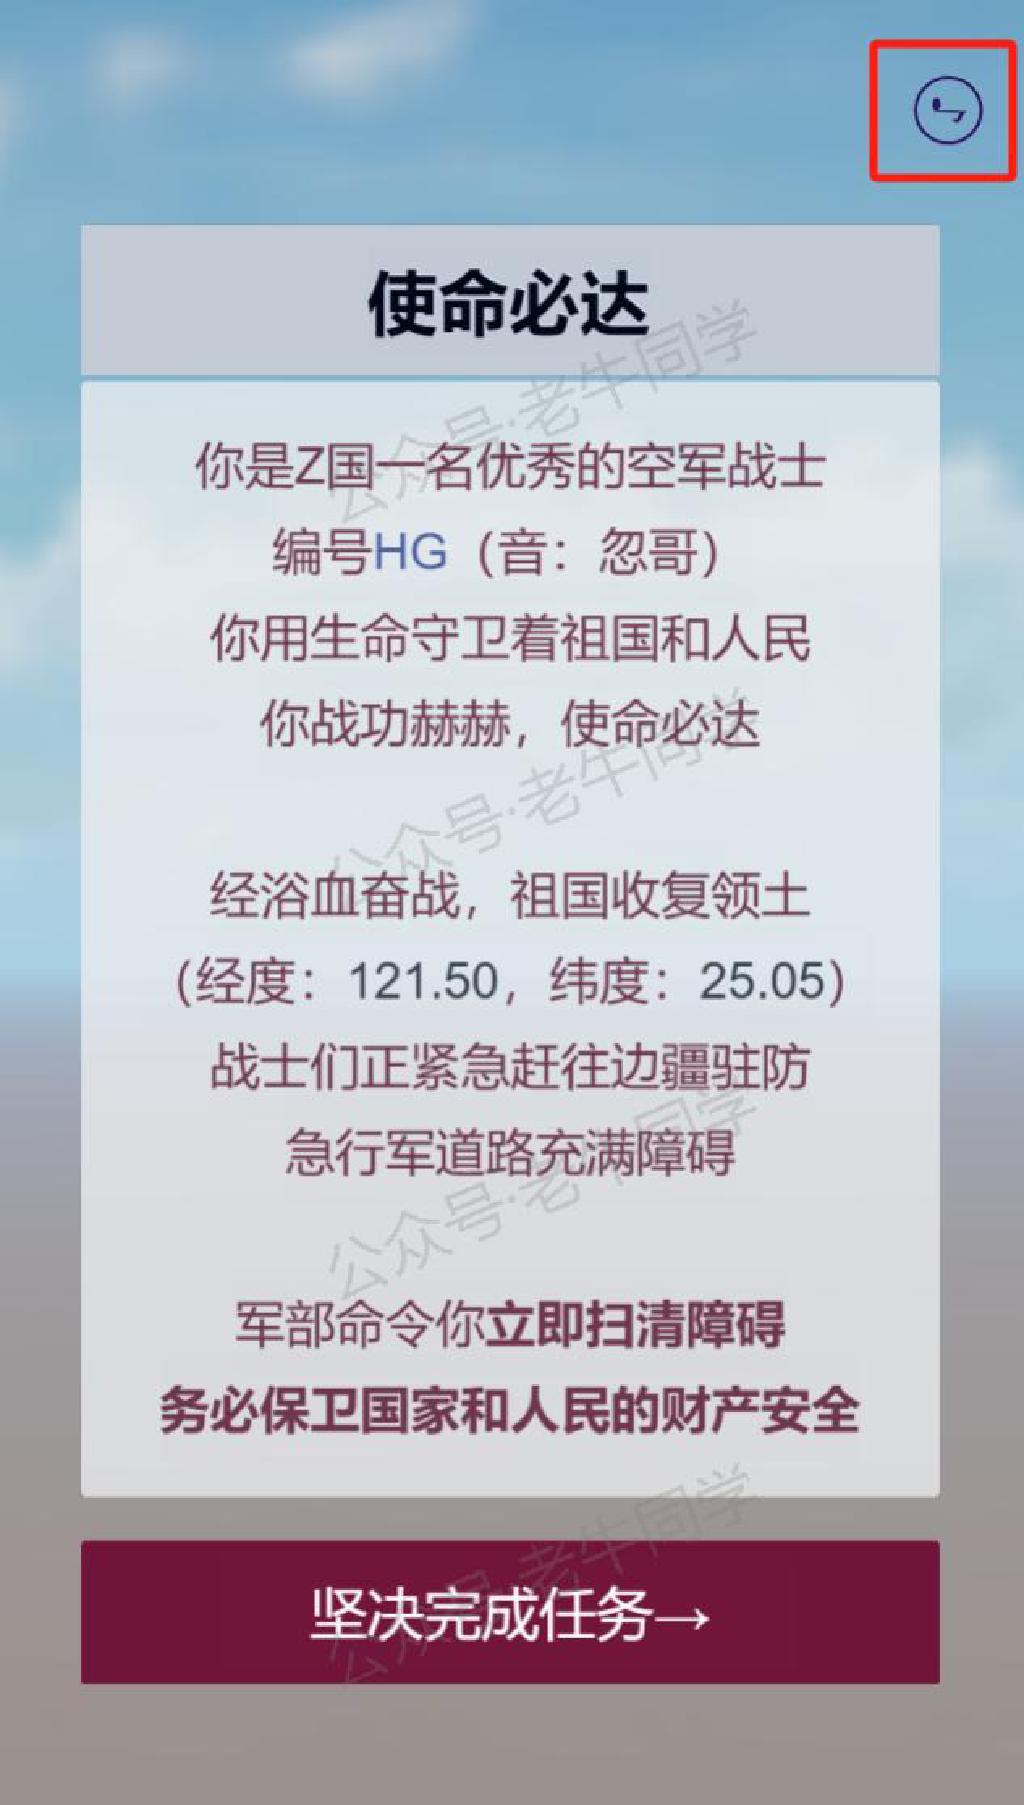 使命必达
你是Z国一名优秀的空军战士
编号HG（音：忽哥）
你用生命守卫着祖国和人民
你战功赫赫，使命必达
经浴血奋战，祖国收复领土
（经度：121.50，纬度：25.05）
战士们正紧急赶往边疆驻防
急行军道路充满障碍
军部命令你立即扫清障碍
务必保卫国家和人民的财产安全
坚决完成任务→
公众号·老牛同学
公众号·老牛同学
公众号·老牛同学
公众号·老牛同学